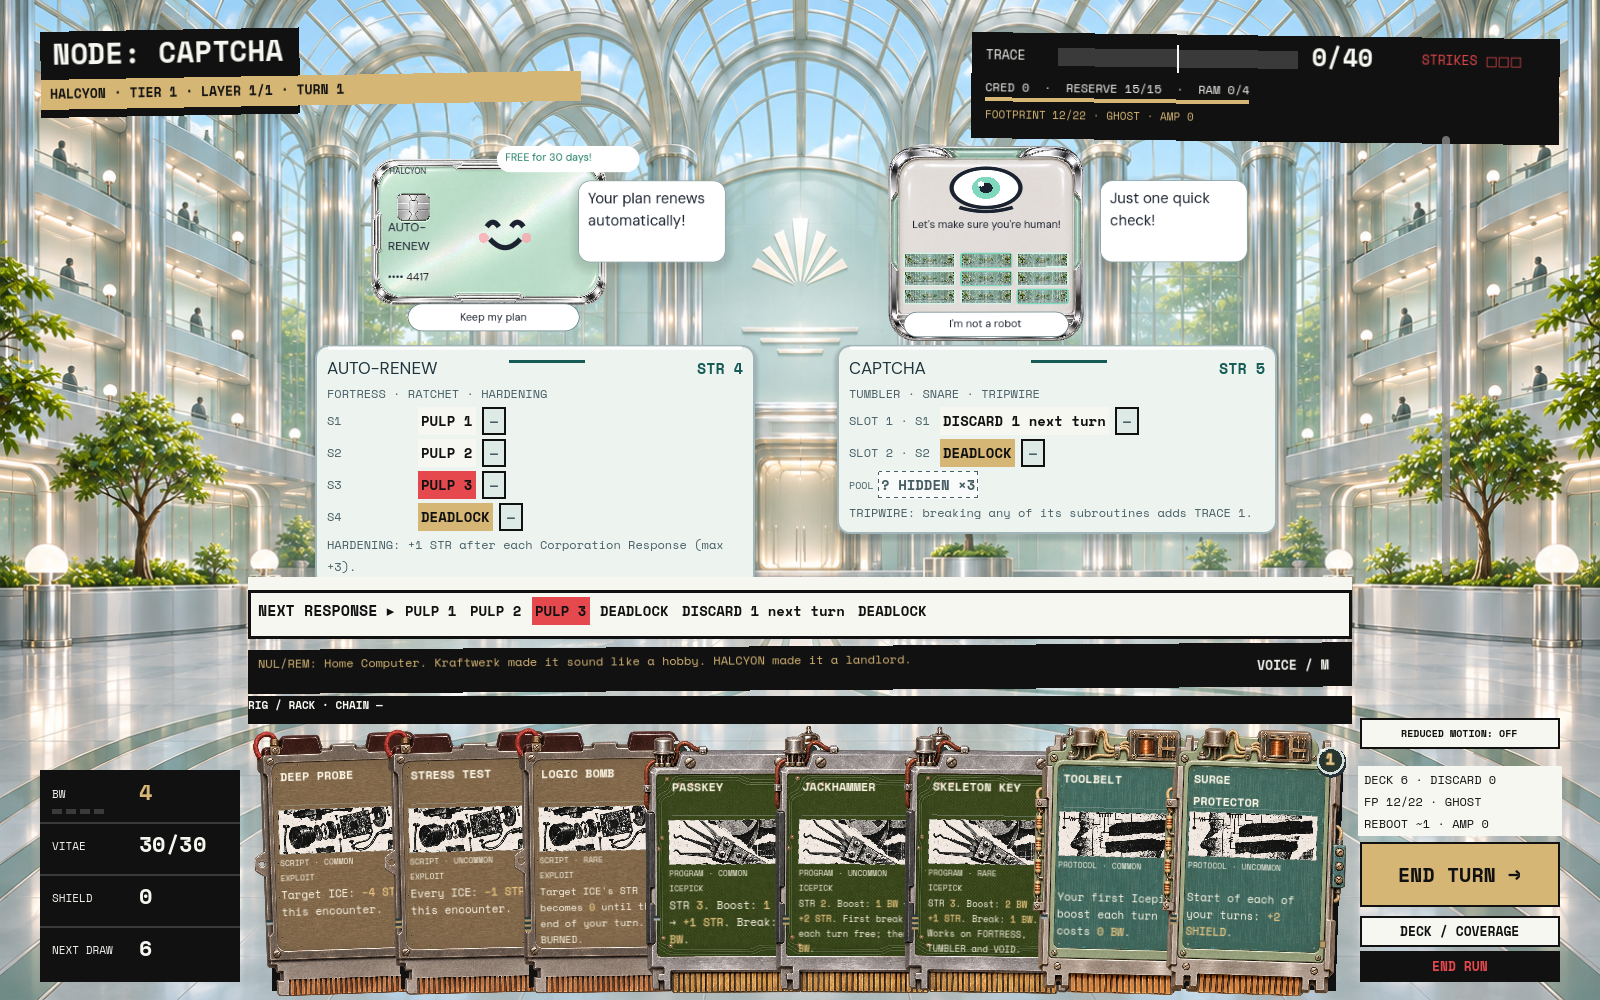 NODE: CAPTCHA
HALCYON · TIER 1 · LAYER 1/1 · TURN 1
TRACE 0/40 STRIKES □□□
CRED 0 · RESERVE 15/15 · RAM 0/4
FOOTPRINT 12/22 · GHOST · AMP 0
FREE for 30 days!
HALCYON
AUTO-
RENEW
•••• 4417
Keep my plan
Your plan renews
automatically!
Let's make sure you're human!
I'm not a robot
Just one quick
check!
AUTO-RENEW STR 4
FORTRESS · RATCHET · HARDENING
S1 PULP 1 —
S2 PULP 2 —
S3 PULP 3 —
S4 DEADLOCK —
HARDENING: +1 STR after each Corporation Response (max
+3).
CAPTCHA STR 5
TUMBLER · SNARE · TRIPWIRE
SLOT 1 · S1 DISCARD 1 next turn —
SLOT 2 · S2 DEADLOCK —
POOL ? HIDDEN ×3
TRIPWIRE: breaking any of its subroutines adds TRACE 1.
NEXT RESPONSE ▸ PULP 1 PULP 2 PULP 3 DEADLOCK DISCARD 1 next turn DEADLOCK
NUL/REM: Home Computer. Kraftwerk made it sound like a hobby. HALCYON made it a landlord.
VOICE / M
RIG / RACK · CHAIN —
BW 4
VITAE 30/30
SHIELD 0
NEXT DRAW 6
DEEP PROBE
SCRIPT · COMMON
EXPLOIT
Target ICE: -4 ST
this encounter.
STRESS TEST
SCRIPT · UNCOMMON
EXPLOIT
Every ICE: -1 STR
this encounter.
LOGIC BOMB
SCRIPT · RARE
EXPLOIT
Target ICE's STR
becomes 0 until th
end of your turn.
BURNED.
PASSKEY
PROGRAM · COMMON
ICEPICK
STR 3. Boost: 1
→ +1 STR. Break:
BW.
JACKHAMMER
PROGRAM · UNCOMMON
ICEPICK
STR 2. Boost: 1 BW
+2 STR. First break
each turn free; the
BW.
SKELETON KEY
PROGRAM · RARE
ICEPICK
STR 3. Boost: 2 BW
+1 STR. Break: 1 BW.
Works on FORTRESS,
TUMBLER and VOID.
TOOLBELT
PROTOCOL · COMMON
Your first Icepi
boost each turn
costs 0 BW.
1
SURGE
PROTECTOR
PROTOCOL · UNCOMMON
Start of each of
your turns: +2
SHIELD.
REDUCED MOTION: OFF
DECK 6 · DISCARD 0
FP 12/22 · GHOST
REBOOT ~1 · AMP 0
END TURN →
DECK / COVERAGE
END RUN